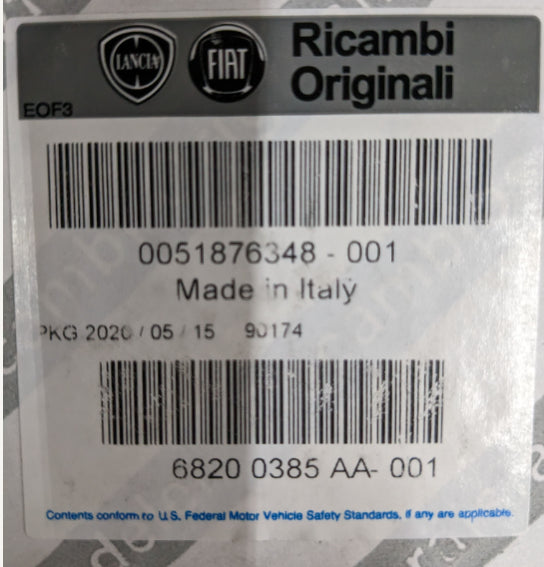 LANCIA
FIAT
Ricambi
Originali
EOF3
0051876348 - 001
Made in Italy
PKG 2020 / 05 / 15 90174
6820 0385 AA- 001
Contents conform to U.S. Federal Motor Vehicle Safety Standards, if any are applicable.